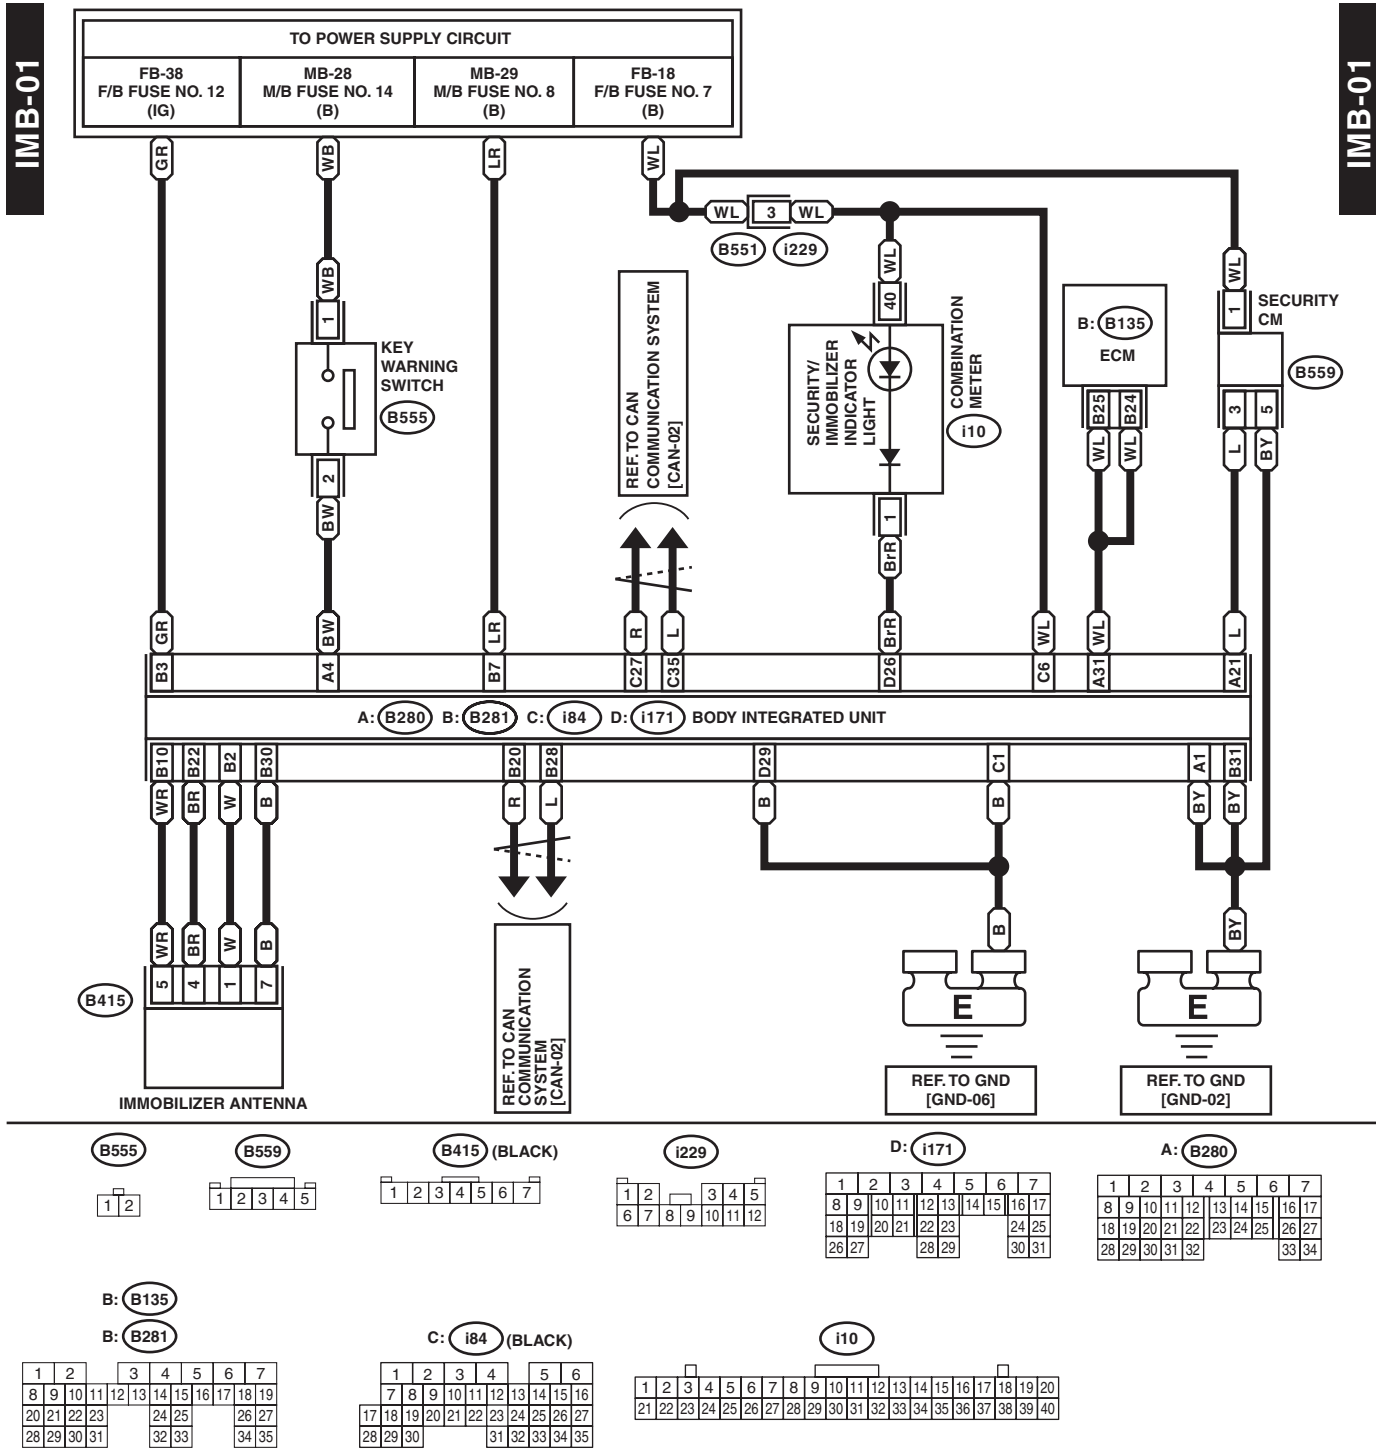 IMB-01
IMB-01
TO POWER SUPPLY CIRCUIT
FB-38
F/B FUSE NO. 12
(IG)
MB-28
M/B FUSE NO. 14
(B)
MB-29
M/B FUSE NO. 8
(B)
FB-18
F/B FUSE NO. 7
(B)
GR
WB
LR
WL
WL
3
WL
B551
i229
WB
1
KEY
WARNING
SWITCH
B555
2
BW
REF. TO CAN
COMMUNICATION SYSTEM
[CAN-02]
WL
40
SECURITY/
IMMOBILIZER
INDICATOR
LIGHT
COMBINATION
METER
i10
1
BrR
B: B135
ECM
B25
B24
WL
WL
WL
1
SECURITY
CM
B559
3
5
L
BY
GR
BW
LR
R
L
BrR
WL
WL
L
B3
A4
B7
C27
C35
D26
C6
A31
A21
A: B280 B: B281 C: i84 D: i171 BODY INTEGRATED UNIT
B10
B22
B2
B30
B20
B28
D29
C1
A1
B31
WR
BR
W
B
R
L
B
B
BY
BY
WR
BR
W
B
B
BY
5
4
1
7
B415
IMMOBILIZER ANTENNA
REF. TO CAN
COMMUNICATION
SYSTEM
[CAN-02]
E
REF. TO GND
[GND-06]
E
REF. TO GND
[GND-02]
B555
1 2
B559
1 2 3 4 5
B415 (BLACK)
1 2 3 4 5 6 7
i229
1 2 3 4 5
6 7 8 9 10 11 12
D: i171
1 2 3 4 5 6 7
8 9 10 11 12 13 14 15 16 17
18 19 20 21 22 23 24 25
26 27 28 29 30 31
A: B280
1 2 3 4 5 6 7
8 9 10 11 12 13 14 15 16 17
18 19 20 21 22 23 24 25 26 27
28 29 30 31 32 33 34
B: B135
B: B281
1 2 3 4 5 6 7
8 9 10 11 12 13 14 15 16 17 18 19
20 21 22 23 24 25 26 27
28 29 30 31 32 33 34 35
C: i84 (BLACK)
1 2 3 4 5 6
7 8 9 10 11 12 13 14 15 16
17 18 19 20 21 22 23 24 25 26 27
28 29 30 31 32 33 34 35
i10
1 2 3 4 5 6 7 8 9 10 11 12 13 14 15 16 17 18 19 20
21 22 23 24 25 26 27 28 29 30 31 32 33 34 35 36 37 38 39 40